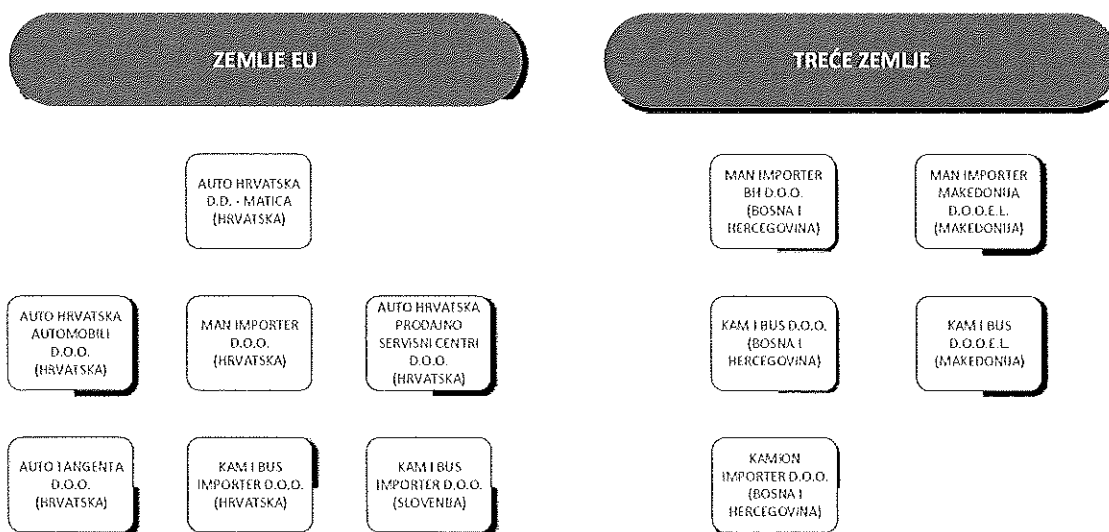 ZEMLJE EU
AUTO HRVATSKA
D.D. - MATICA
(HRVATSKA)
AUTO HRVATSKA
AUTOMOBILI
D.O.O.
(HRVATSKA)
MAN IMPORTER
D.O.O.
(HRVATSKA)
AUTO HRVATSKA
PRODAJNO
SERVISNI CENTRI
D.O.O.
(HRVATSKA)
AUTO TANGENTA
D.O.O.
(HRVATSKA)
KAM I BUS
IMPORTER D.O.O.
(HRVATSKA)
KAM I BUS
IMPORTER D.O.O.
(SLOVENIJA)
TREĆE ZEMLJE
MAN IMPORTER
BH D.O.O.
(BOSNA I
HERCEGOVINA)
MAN IMPORTER
MAKEDONIJA
D.O.O.E.L.
(MAKEDONIJA)
KAM I BUS D.O.O.
(BOSNA I
HERCEGOVINA)
KAM I BUS
D.O.O.E.L.
(MAKEDONIJA)
KAMION
IMPORTER D.O.O.
(BOSNA I
HERCEGOVINA)